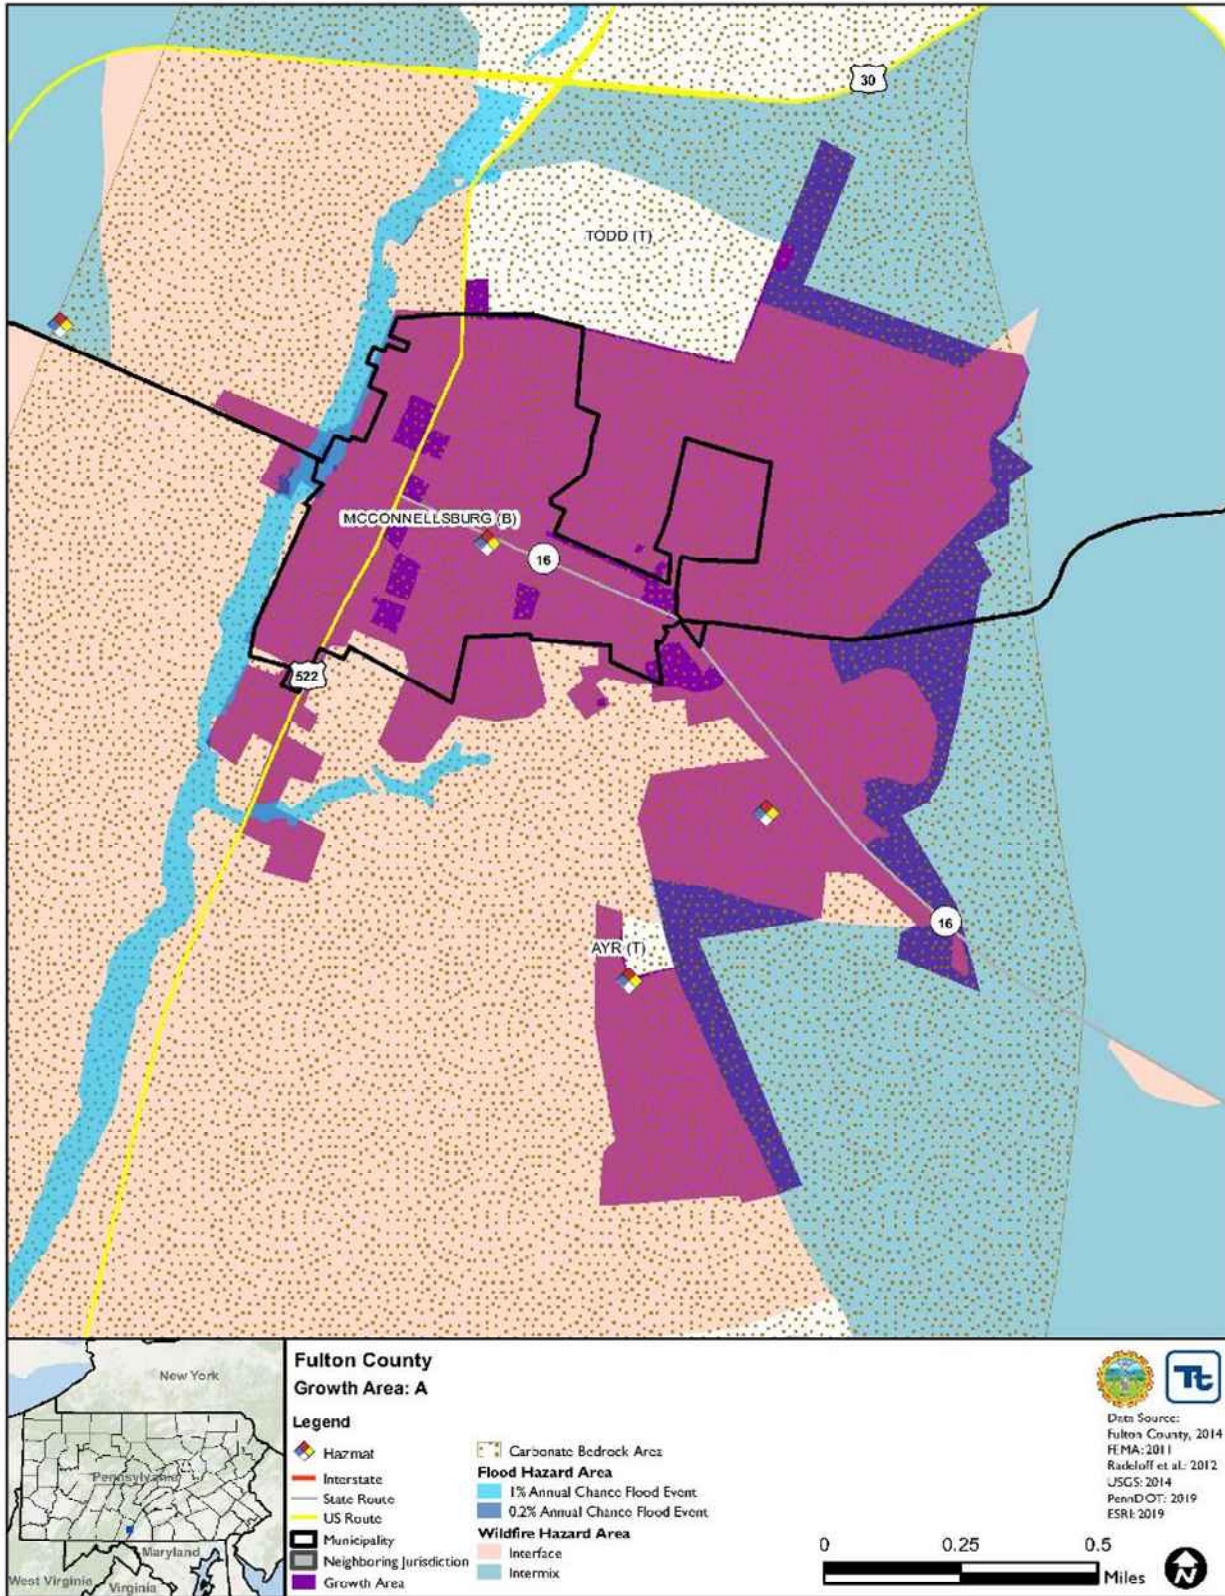 30
TODD (T)
MCCONNELLSBURG (B)
16
522
16
AYR (T)
New York
Pennsylvania
Maryland
West Virginia
Virginia
Fulton County
Growth Area: A
Legend
Hazmat
Interstate
State Route
US Route
Municipality
Neighboring Jurisdiction
Growth Area
Carbonate Bedrock Area
Flood Hazard Area
1% Annual Chance Flood Event
0.2% Annual Chance Flood Event
Wildfire Hazard Area
Interface
Intermix
Tt
Data Source:
Fulton County, 2014
FEMA: 2011
Radeloff et al.: 2012
USGS: 2014
PennDOT: 2019
ESRI: 2019
0 0.25 0.5
Miles
N